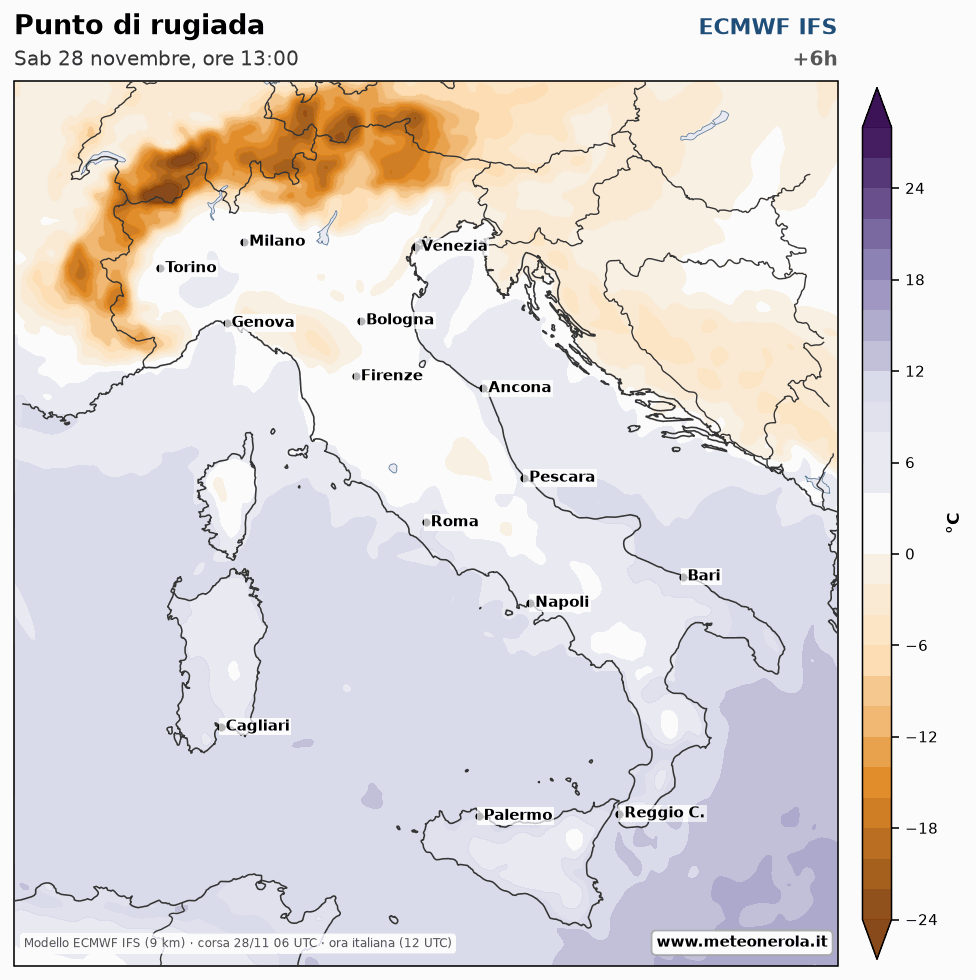 Punto di rugiada
ECMWF IFS
Sab 28 novembre, ore 13:00
+6h
Milano
Venezia
Torino
Genova
Bologna
Firenze
Ancona
Pescara
Roma
Bari
Napoli
Cagliari
Palermo
Reggio C.
24
18
12
6
0
−6
−12
−18
−24
°C
Modello ECMWF IFS (9 km) · corsa 28/11 06 UTC · ora italiana (12 UTC)
www.meteonerola.it